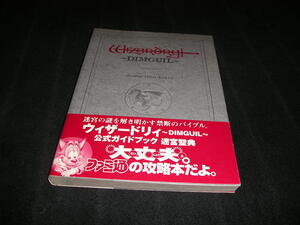 Wizardry
~DIMGUIL~
迷宮の謎を解き明かす禁断のバイブル。
ウィザードリィ~DIMGUIL~
公式ガイドブック 迷宮聖典
"大丈夫。
ファミ通の攻略本だよ。"